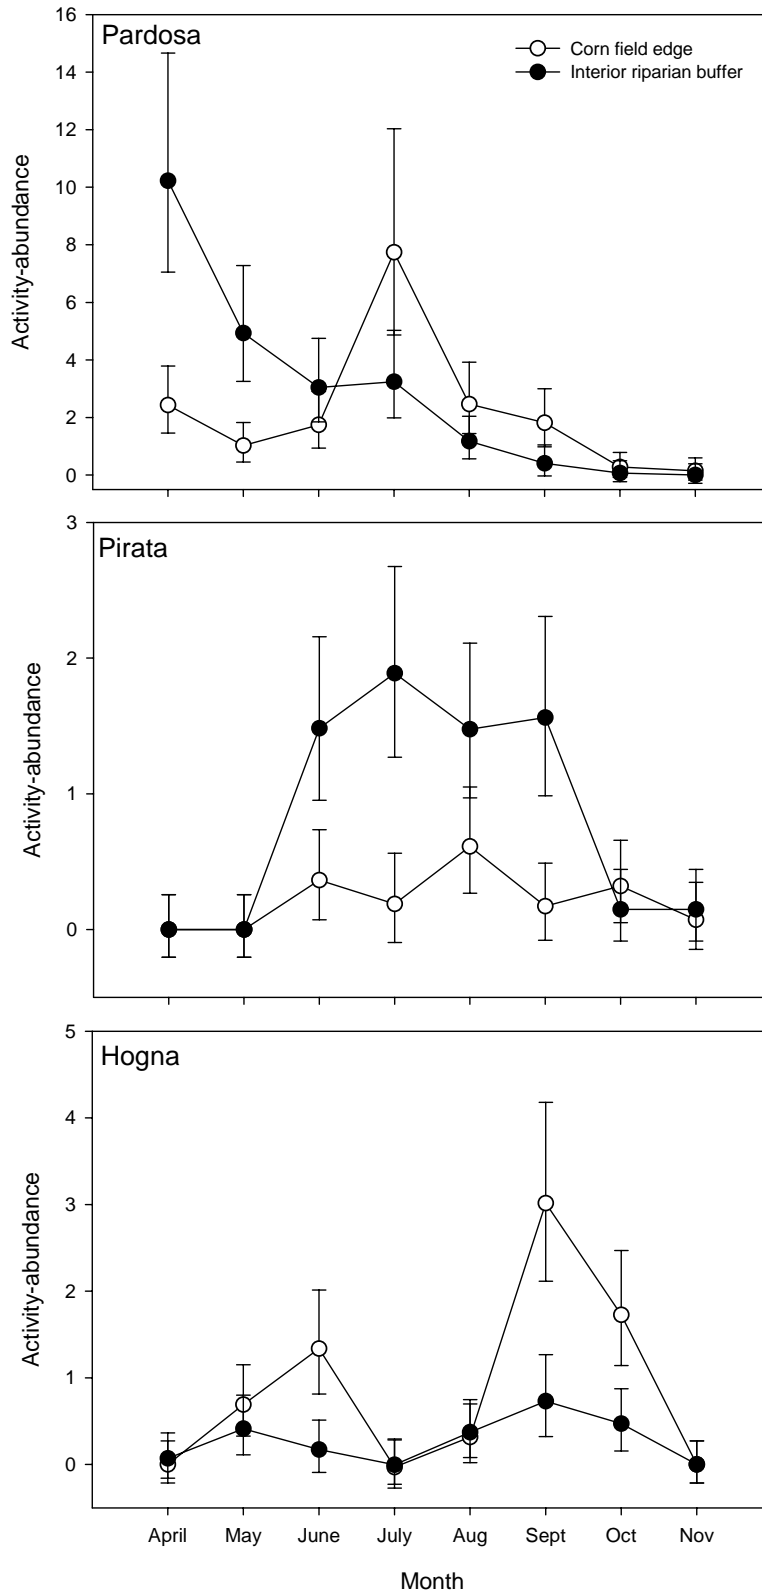 Pardosa
Corn field edge
Interior riparian buffer
16
14
12
10
8
6
4
2
0
Activity-abundance
Pirata
3
2
1
0
Activity-abundance
Hogna
5
4
3
2
1
0
Activity-abundance
April May June July Aug Sept Oct Nov
Month